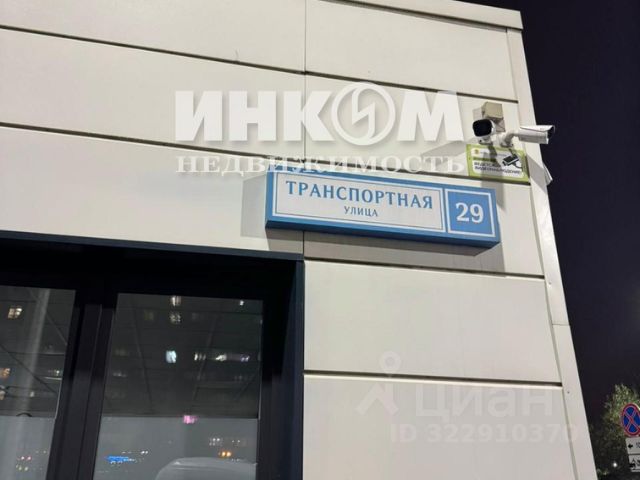 ИНКОМ
НЕДВИЖИМОСТЬ
ТРАНСПОРТНАЯ
УЛИЦА
29
Циан
ID 322910370